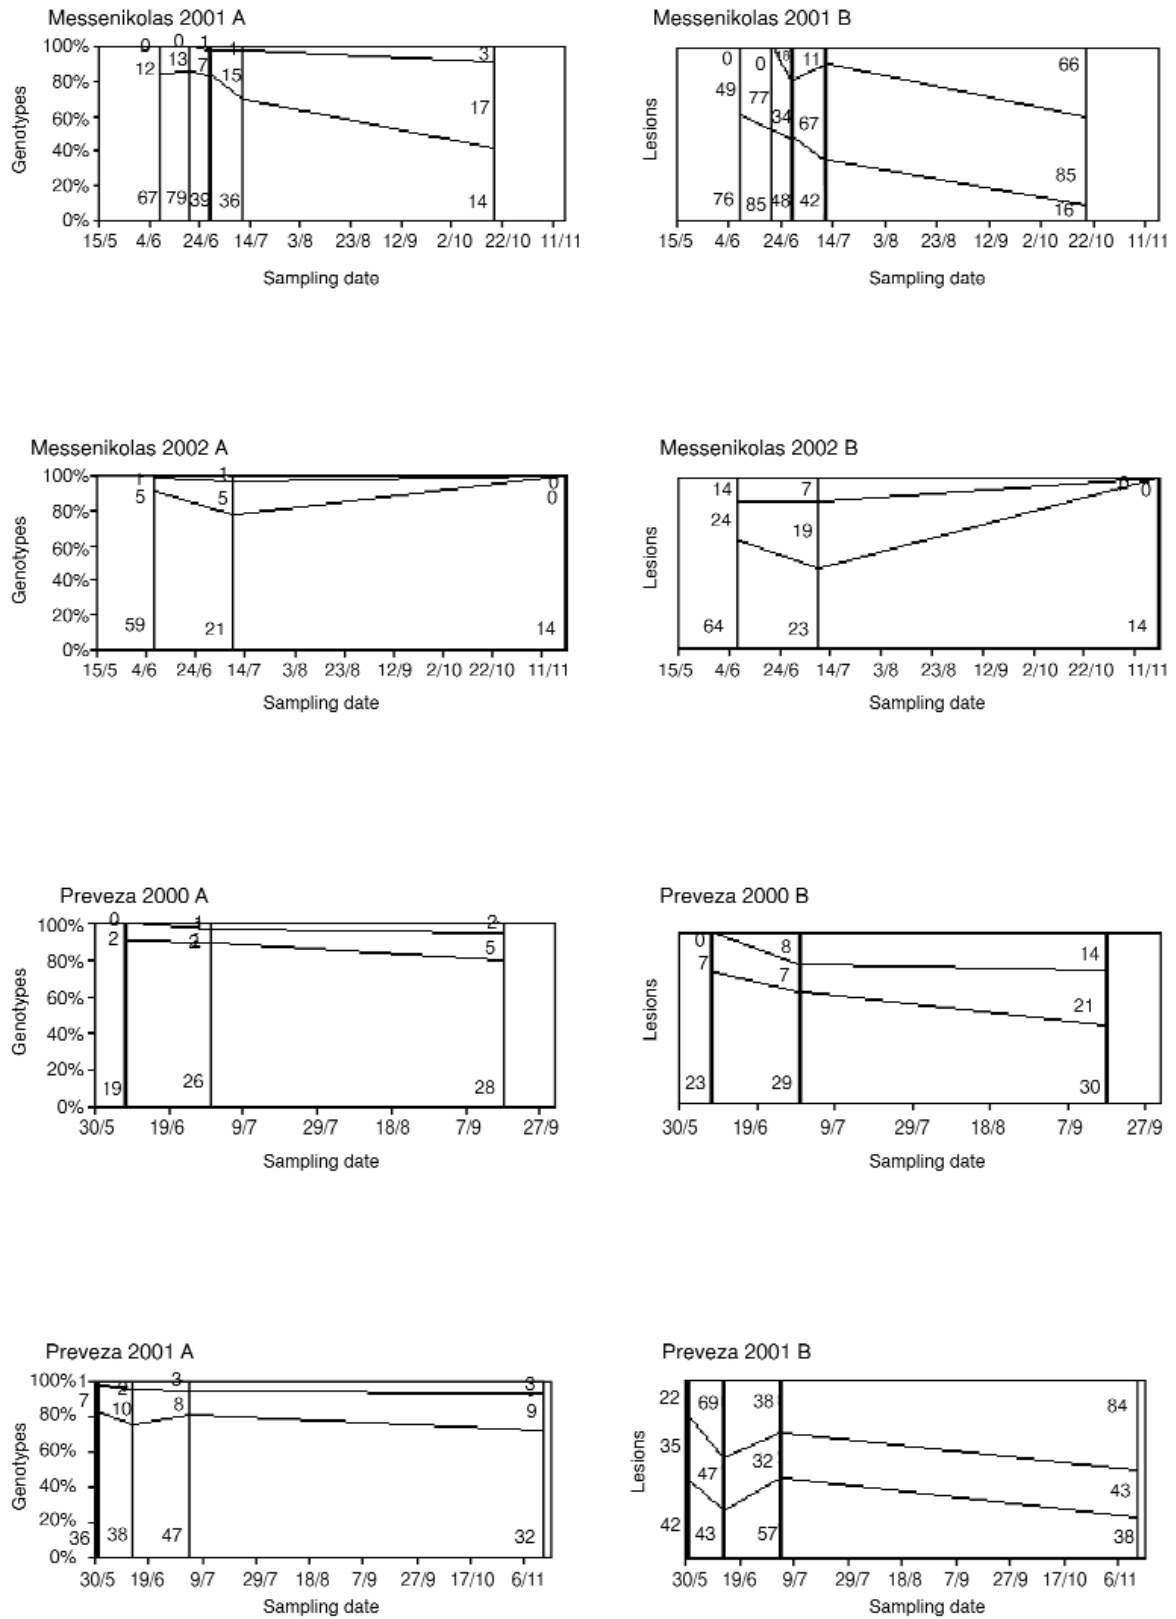 Messenikolas 2001 A
Genotypes
100%
80%
60%
40%
20%
0%
0 0 1 1 3
12 13 7 15 17
67 79 39 36 14
15/5 4/6 24/6 14/7 3/8 23/8 12/9 2/10 22/10 11/11
Sampling date
Messenikolas 2001 B
Lesions
0 0 11 66
49 77 34 67 85
76 85 48 42 16
15/5 4/6 24/6 14/7 3/8 23/8 12/9 2/10 22/10 11/11
Sampling date
Messenikolas 2002 A
Genotypes
100%
80%
60%
40%
20%
0%
1 1 0
5 5 0
59 21 14
15/5 4/6 24/6 14/7 3/8 23/8 12/9 2/10 22/10 11/11
Sampling date
Messenikolas 2002 B
Lesions
14 7 0
24 19 0
64 23 14
15/5 4/6 24/6 14/7 3/8 23/8 12/9 2/10 22/10 11/11
Sampling date
Preveza 2000 A
Genotypes
100%
80%
60%
40%
20%
0%
0 1 2
2 2 5
19 26 28
30/5 19/6 9/7 29/7 18/8 7/9 27/9
Sampling date
Preveza 2000 B
Lesions
0 8 14
7 7 21
23 29 30
30/5 19/6 9/7 29/7 18/8 7/9 27/9
Sampling date
Preveza 2001 A
Genotypes
100%
80%
60%
40%
20%
0%
1 2 3 3
7 10 8 9
36 38 47 32
30/5 19/6 9/7 29/7 18/8 7/9 27/9 17/10 6/11
Sampling date
Preveza 2001 B
Lesions
22 69 38 84
35 47 32 43
42 43 57 38
30/5 19/6 9/7 29/7 18/8 7/9 27/9 17/10 6/11
Sampling date